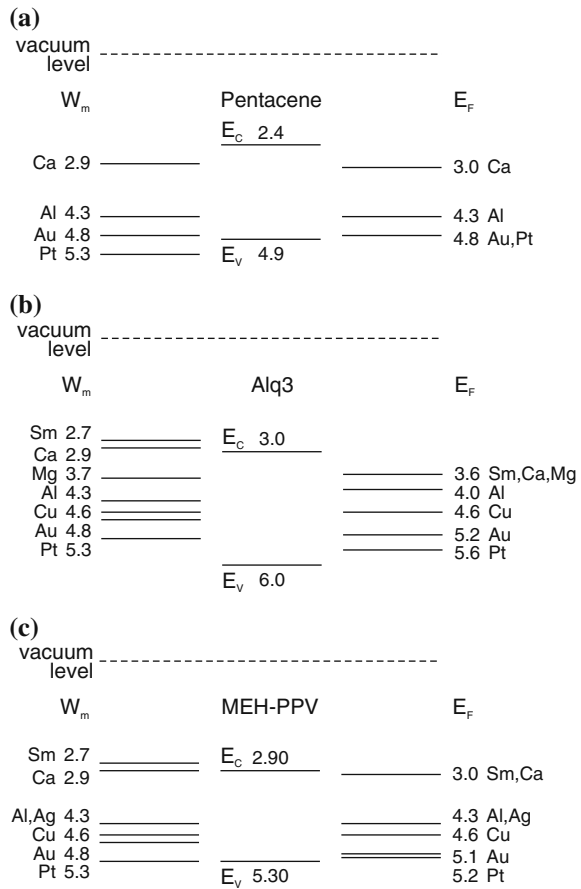 (a)
vacuum
level
W_m Pentacene E_F
E_C 2.4
Ca 2.9 3.0 Ca
Al 4.3 4.3 Al
Au 4.8 4.8 Au,Pt
Pt 5.3 E_V 4.9
(b)
vacuum
level
W_m Alq3 E_F
Sm 2.7 E_C 3.0
Ca 2.9
Mg 3.7 3.6 Sm,Ca,Mg
Al 4.3 4.0 Al
Cu 4.6 4.6 Cu
Au 4.8 5.2 Au
Pt 5.3 5.6 Pt
E_V 6.0
(c)
vacuum
level
W_m MEH-PPV E_F
Sm 2.7 E_C 2.90
Ca 2.9 3.0 Sm,Ca
Al,Ag 4.3 4.3 Al,Ag
Cu 4.6 4.6 Cu
Au 4.8 5.1 Au
Pt 5.3 E_V 5.30 5.2 Pt